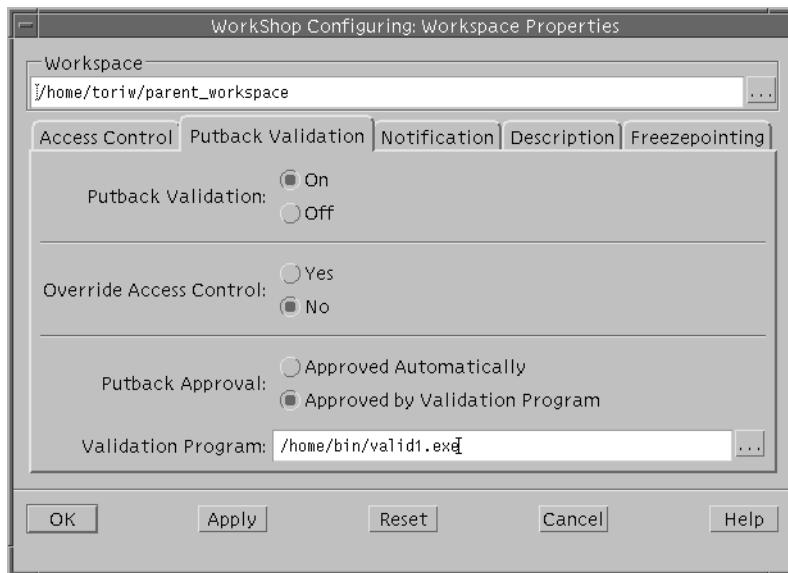 WorkShop Configuring: Workspace Properties
Workspace
/home/toriw/parent_workspace
...
Access Control Putback Validation Notification Description Freezepointing
Putback Validation:
On
Off
Override Access Control:
Yes
No
Putback Approval:
Approved Automatically
Approved by Validation Program
Validation Program: /home/bin/valid1.exe ...
OK Apply Reset Cancel Help